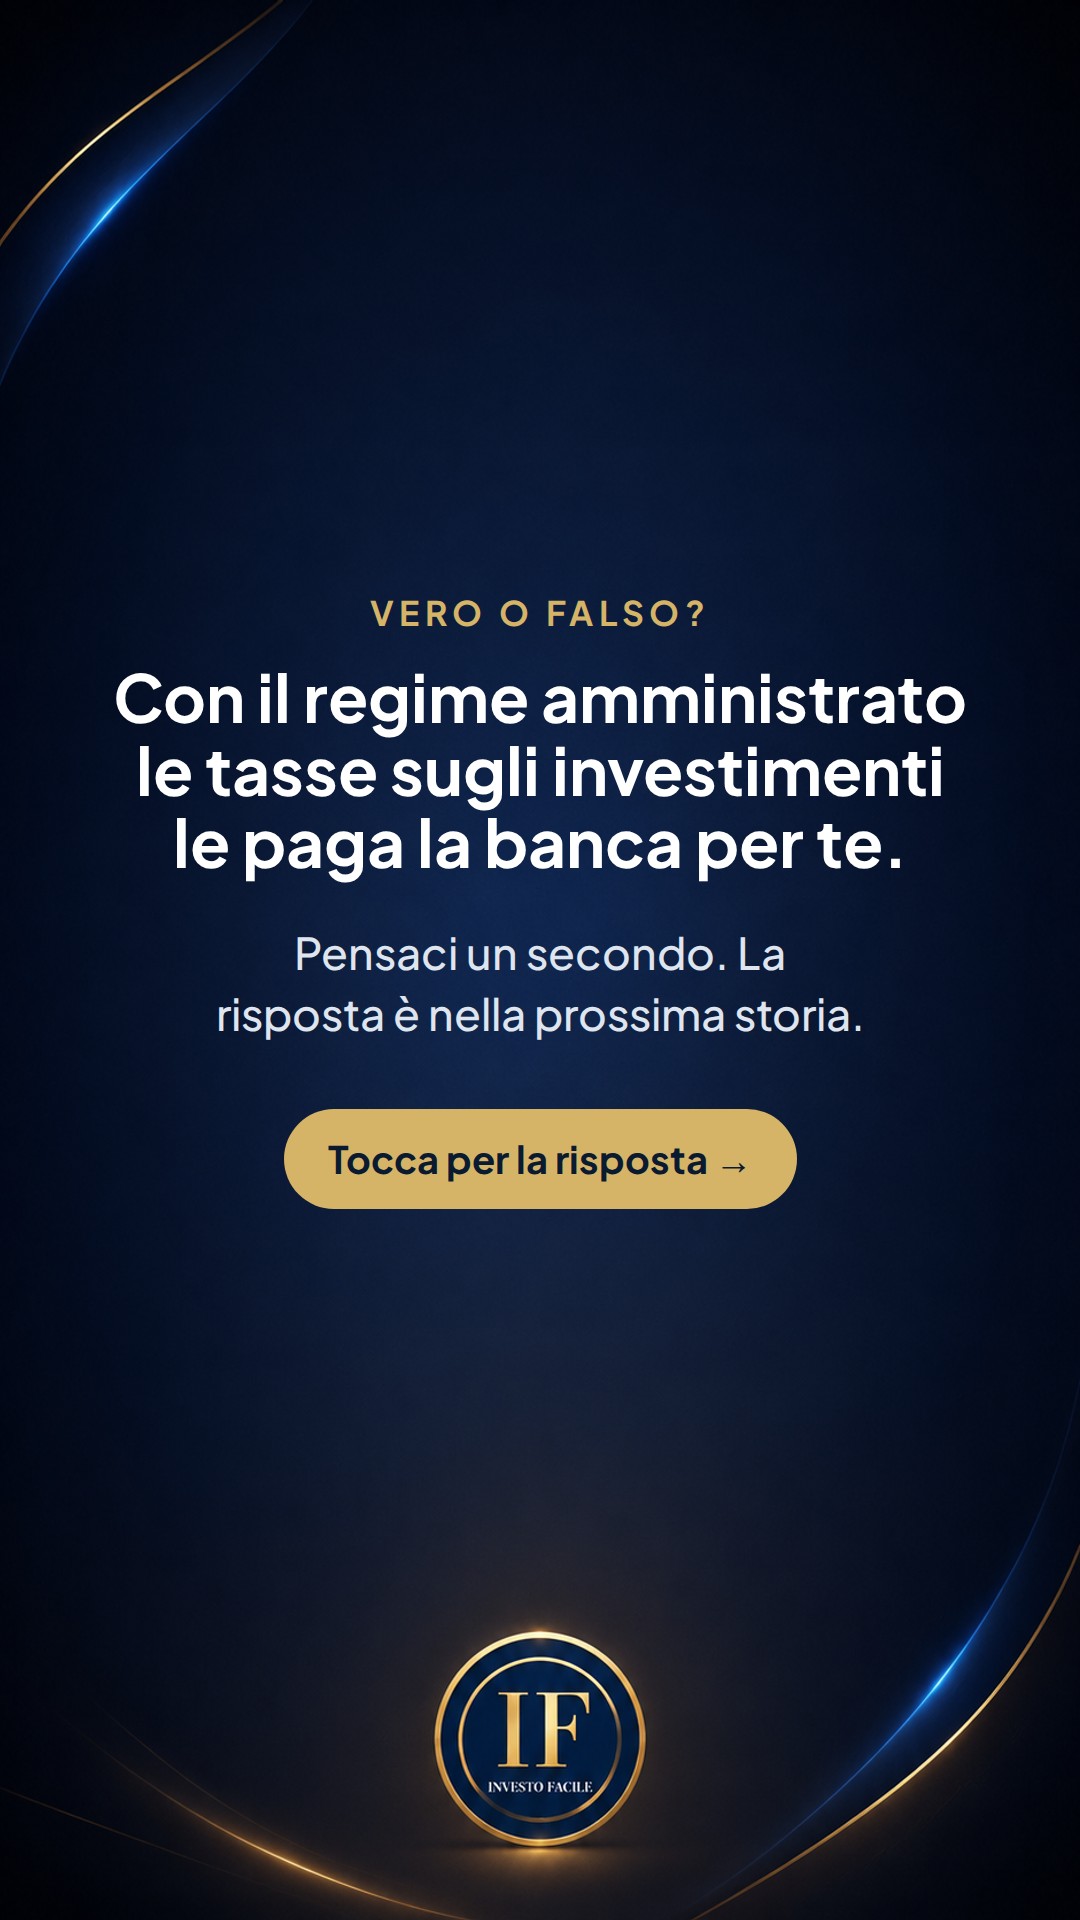 VERO O FALSO?
Con il regime amministrato
le tasse sugli investimenti
le paga la banca per te.
Pensaci un secondo. La
risposta è nella prossima storia.
Tocca per la risposta →
IF
INVESTO FACILE